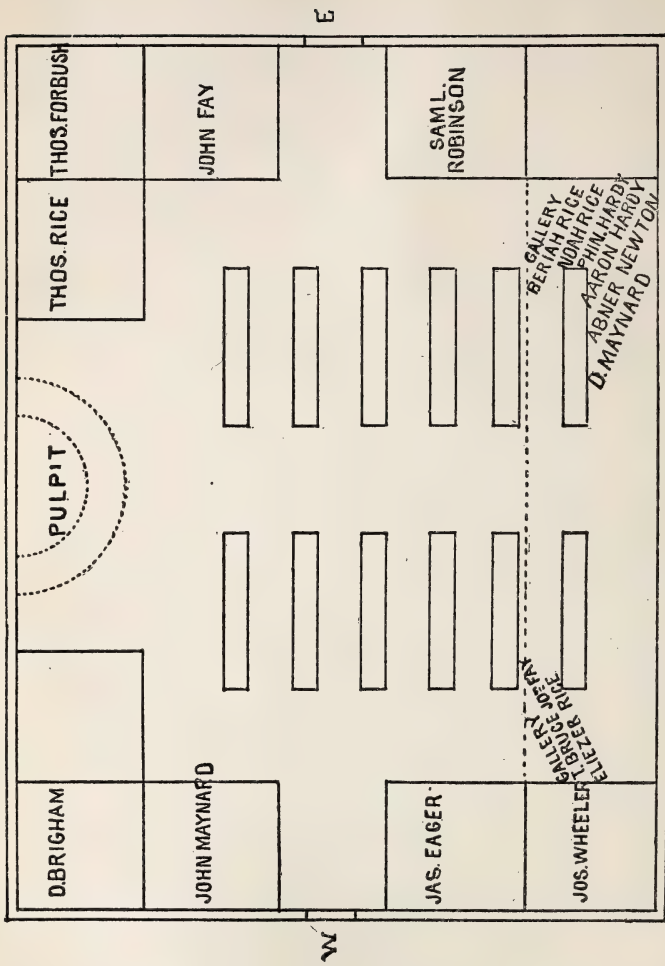 D. BRIGHAM
PULPIT
THOS. RICE
THOS. FORBUSH
JOHN MAYNARD
JOHN FAY
W
E
JAS. EAGER
SAML.
ROBINSON
JOS. WHEELER
GALLERY
T. BRUCE JOS. FAY
ELIEZER RICE
GALLERY
BERIAH RICE
NOAH RICE
PHIN. HARDY
AARON HARDY
ABNER NEWTON
D. MAYNARD